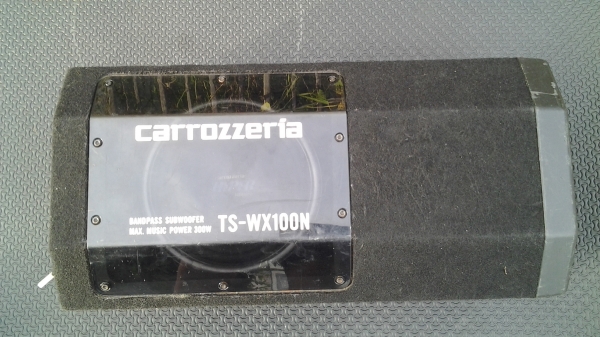 carrozzeria
BANDPASS SUBWOOFER
MAX. MUSIC POWER 300W
TS-WX100N